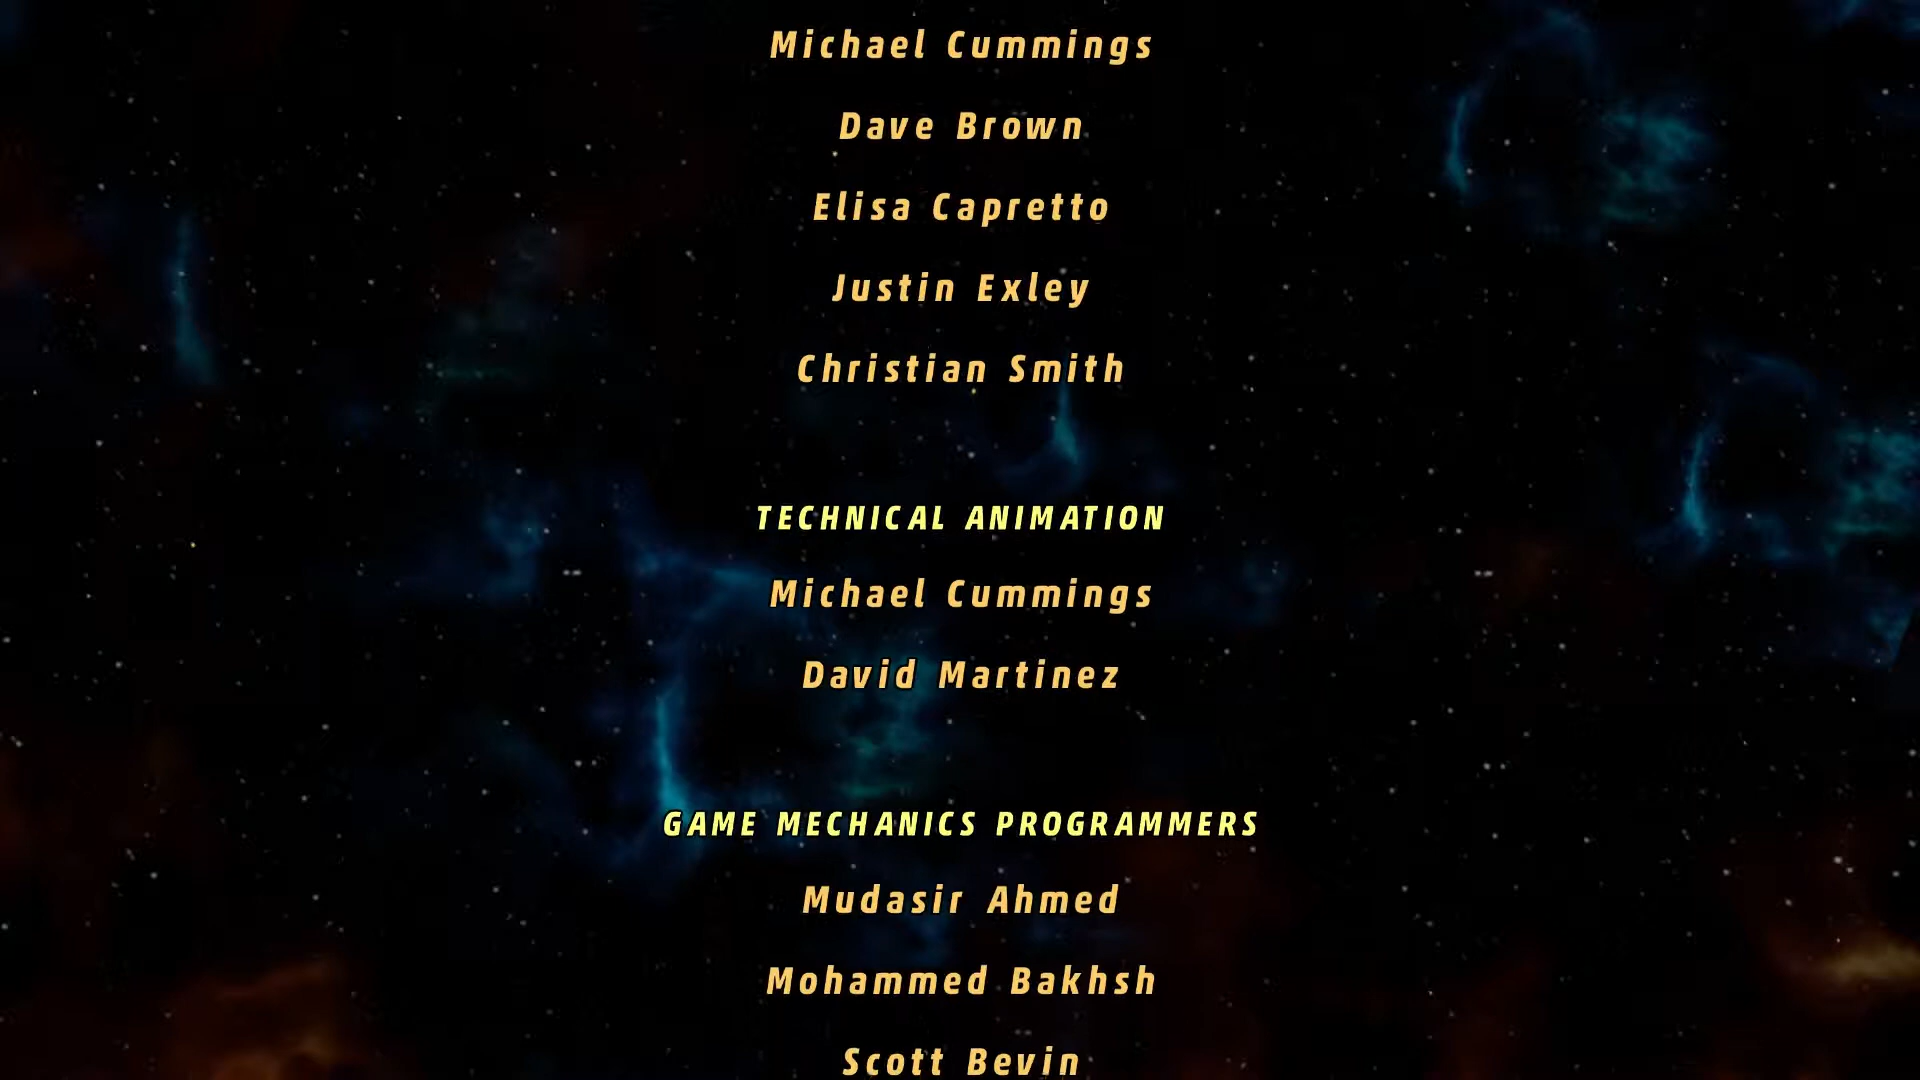 Michael Cummings
Dave Brown
Elisa Capretto
Justin Exley
Christian Smith
TECHNICAL ANIMATION
Michael Cummings
David Martinez
GAME MECHANICS PROGRAMMERS
Mudasir Ahmed
Mohammed Bakhsh
Scott Bevin